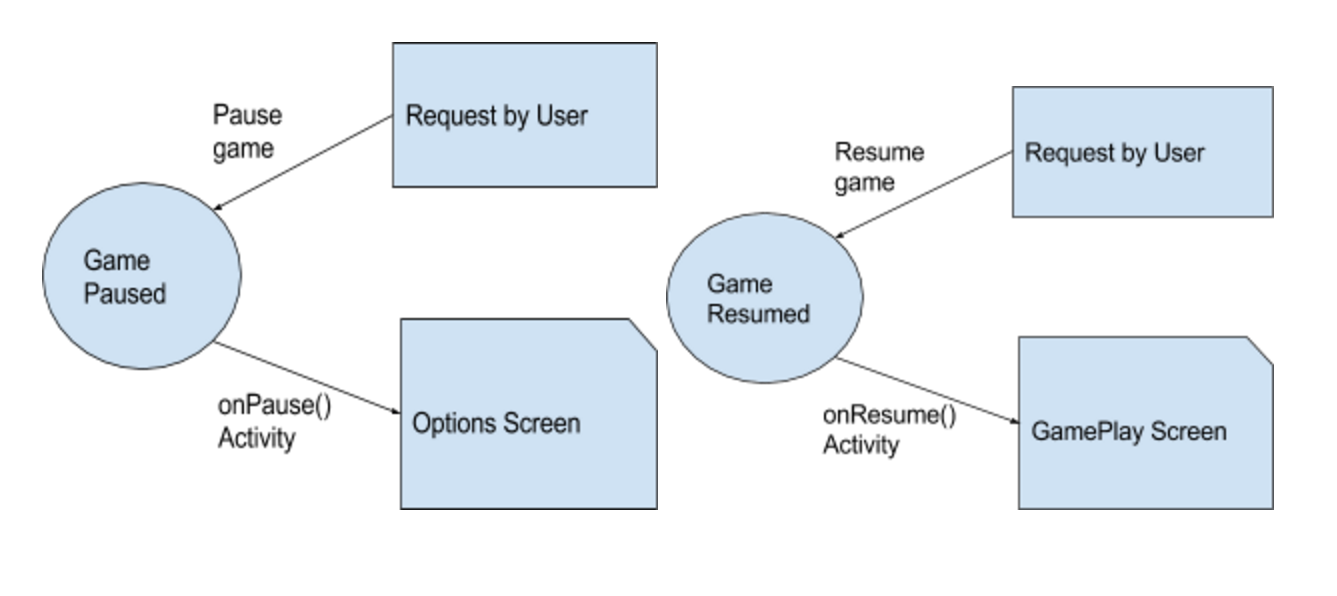 Request by User
Pause
game
Game
Paused
onPause()
Activity
Options Screen
Request by User
Resume
game
Game
Resumed
onResume()
Activity
GamePlay Screen